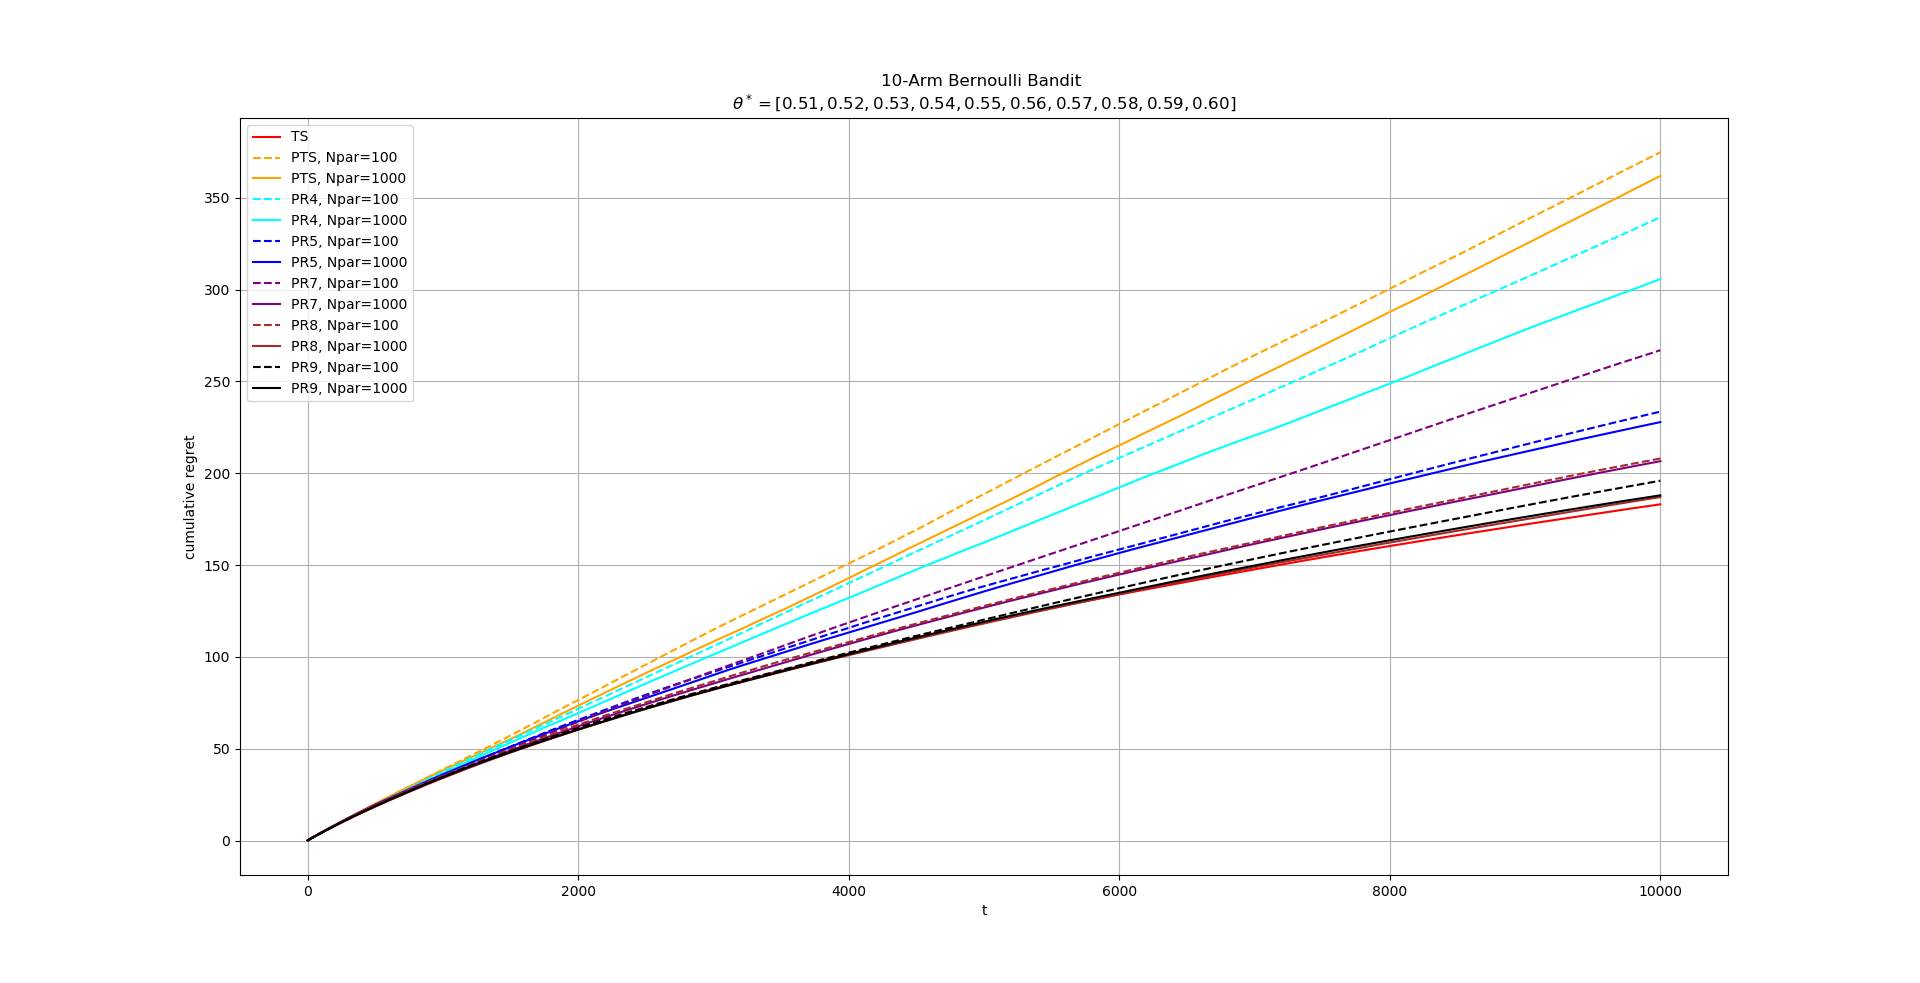 10-Arm Bernoulli Bandit
θ* = [0.51, 0.52, 0.53, 0.54, 0.55, 0.56, 0.57, 0.58, 0.59, 0.60]
TS
PTS, Npar=100
PTS, Npar=1000
PR4, Npar=100
PR4, Npar=1000
PR5, Npar=100
PR5, Npar=1000
PR7, Npar=100
PR7, Npar=1000
PR8, Npar=100
PR8, Npar=1000
PR9, Npar=100
PR9, Npar=1000
cumulative regret
350
300
250
200
150
100
50
0
0 2000 4000 6000 8000 10000
t